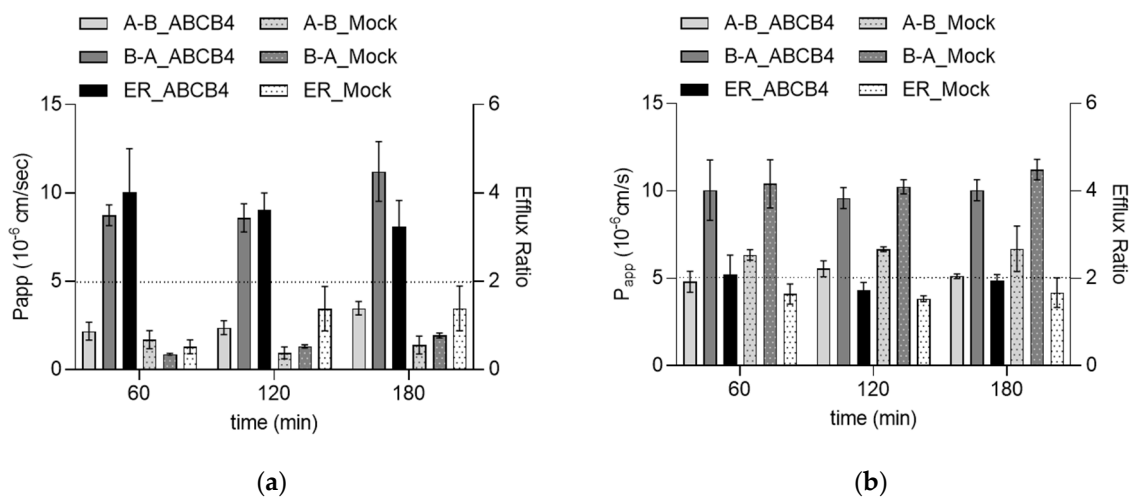 A-B_ABCB4 A-B_Mock
B-A_ABCB4 B-A_Mock
ER_ABCB4 ER_Mock
15 6
10 4
5 2
0 0
60 120 180
time (min)
Papp (10⁻⁶ cm/sec)
Efflux Ratio
(a)
A-B_ABCB4 A-B_Mock
B-A_ABCB4 B-A_Mock
ER_ABCB4 ER_Mock
15 6
10 4
5 2
0 0
60 120 180
time (min)
Pₐₚₚ (10⁻⁶cm/s)
Efflux Ratio
(b)